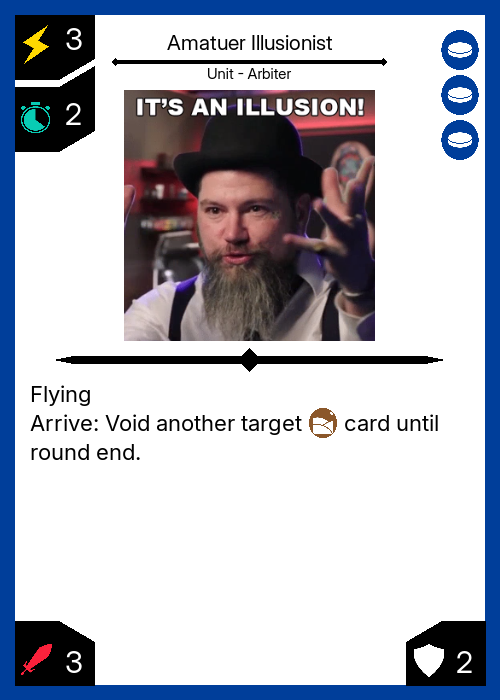 3
Amatuer Illusionist
Unit - Arbiter
2
IT'S AN ILLUSION!
Flying
Arrive: Void another target card until
round end.
3
2